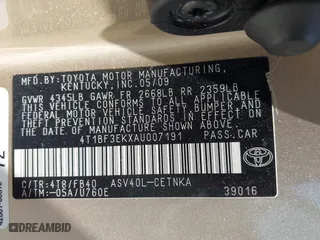 BY:TOYOTA MOTOR MANUFACTURING,
KENTUCKY,INC.05/09
GVWR 4345LB GAWR FR 2668LB RR 2359LB
THIS VEHICLE CONFORMS TO ALL APPLICABLE
FEDERAL MOTOR VEHICLE SAFETY, BUMPER, AND
THEFT PREVENTION STANDARDS IN EFFECT ON
THE DATE OF MANUFACTURE SHOWN ABOVE.
4T1BF3EKXAU007191 PASS.CAR
C/TR:4T8/FB40 ASV40L-CETNKA
A/TM:-05A/U760E 39016